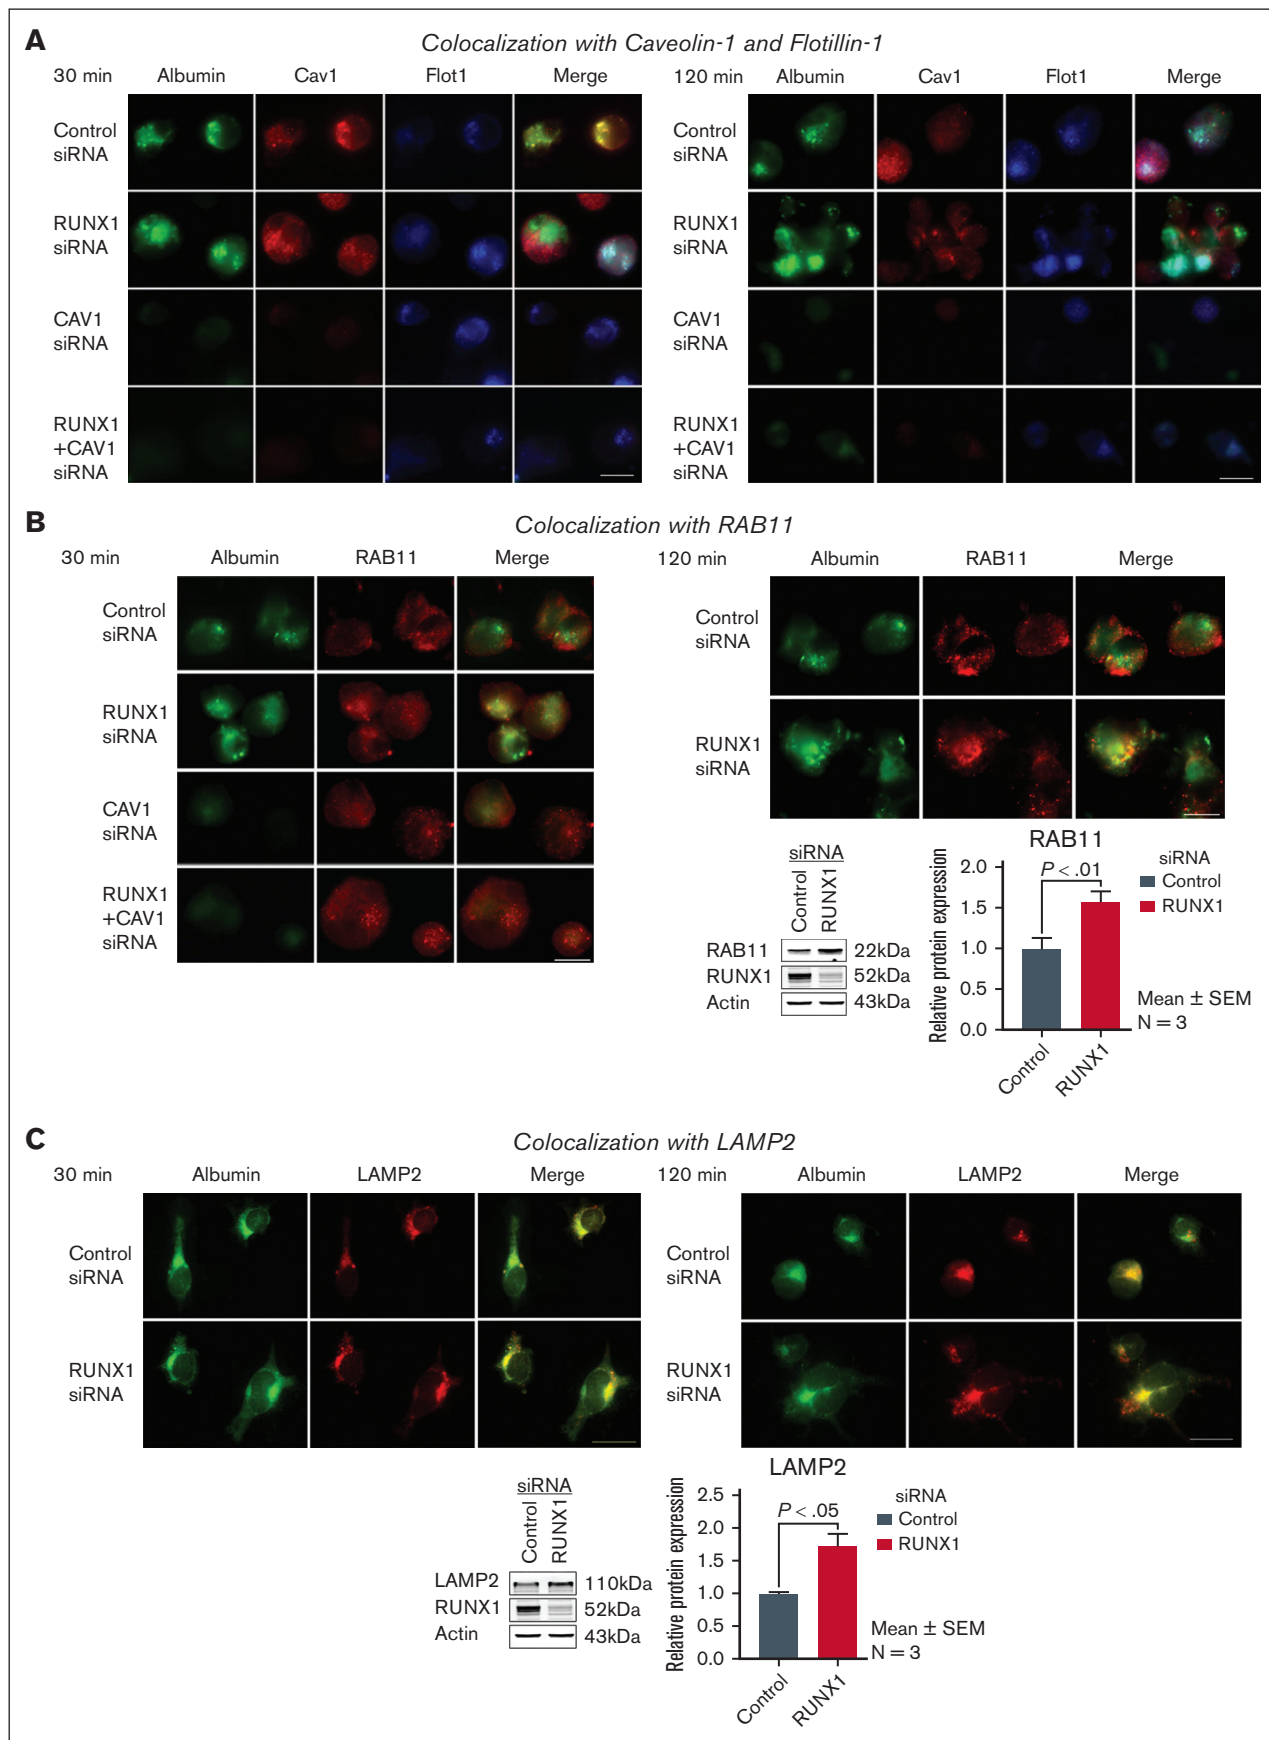 A
Colocalization with Caveolin-1 and Flotillin-1
30 min Albumin Cav1 Flot1 Merge
Control
siRNA
RUNX1
siRNA
CAV1
siRNA
RUNX1
+CAV1
siRNA
120 min Albumin Cav1 Flot1 Merge
Control
siRNA
RUNX1
siRNA
CAV1
siRNA
RUNX1
+CAV1
siRNA
B
Colocalization with RAB11
30 min Albumin RAB11 Merge
Control
siRNA
RUNX1
siRNA
CAV1
siRNA
RUNX1
+CAV1
siRNA
120 min Albumin RAB11 Merge
Control
siRNA
RUNX1
siRNA
siRNA
Control
RUNX1
RAB11 22kDa
RUNX1 52kDa
Actin 43kDa
RAB11
Relative protein expression
2.0
1.5
1.0
0.5
0.0
P < .01
Control
RUNX1
siRNA
Control
RUNX1
Mean ± SEM
N = 3
C
Colocalization with LAMP2
30 min Albumin LAMP2 Merge
Control
siRNA
RUNX1
siRNA
120 min Albumin LAMP2 Merge
Control
siRNA
RUNX1
siRNA
siRNA
Control
RUNX1
LAMP2 110kDa
RUNX1 52kDa
Actin 43kDa
LAMP2
Relative protein expression
2.5
2.0
1.5
1.0
0.5
0.0
P < .05
Control
RUNX1
siRNA
Control
RUNX1
Mean ± SEM
N = 3